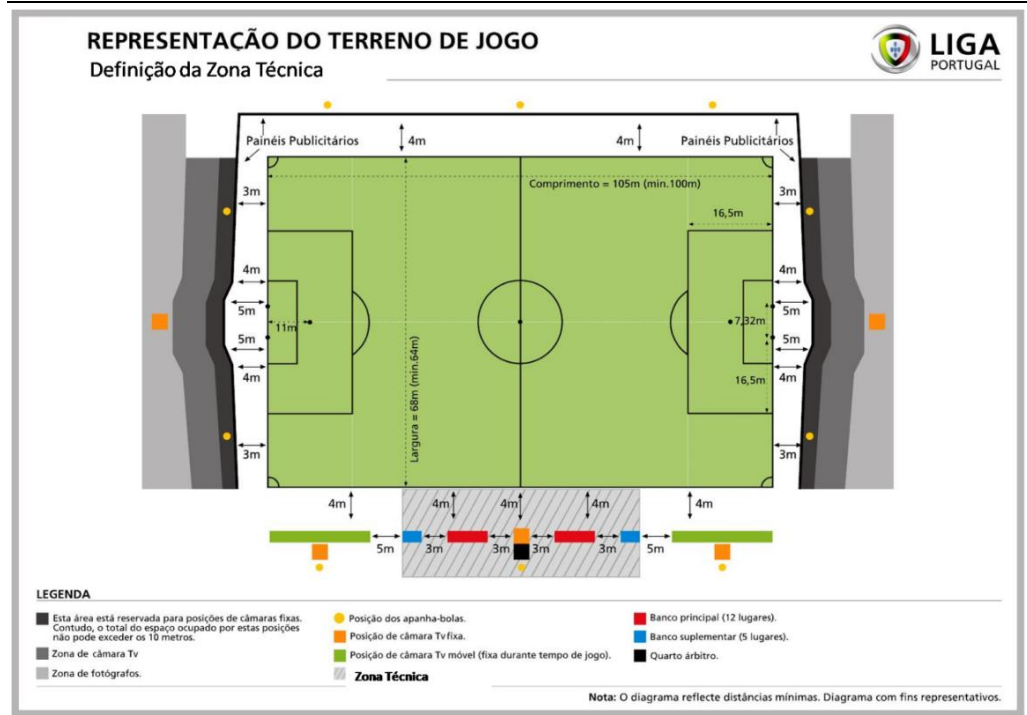 REPRESENTAÇÃO DO TERRENO DE JOGO
Definição da Zona Técnica
LIGA
PORTUGAL
Painéis Publicitários
4m
4m
Painéis Publicitários
Comprimento = 105m (min.100m)
3m
3m
16,5m
4m
4m
5m
5m
11m
7,32m
5m
5m
4m
4m
16,5m
Largura = 68m (min.64m)
3m
3m
4m
4m
4m
4m
4m
5m
3m
3m
3m
3m
5m
LEGENDA
Esta área está reservada para posições de câmaras fixas.
Contudo, o total do espaço ocupado por estas posições
não pode exceder os 10 metros.
Zona de câmara Tv
Zona de fotógrafos.
Posição dos apanha-bolas.
Posição de câmara Tv fixa.
Posição de câmara Tv móvel (fixa durante tempo de jogo).
Zona Técnica
Banco principal (12 lugares).
Banco suplementar (5 lugares).
Quarto árbitro.
Nota: O diagrama reflecte distâncias mínimas. Diagrama com fins representativos.